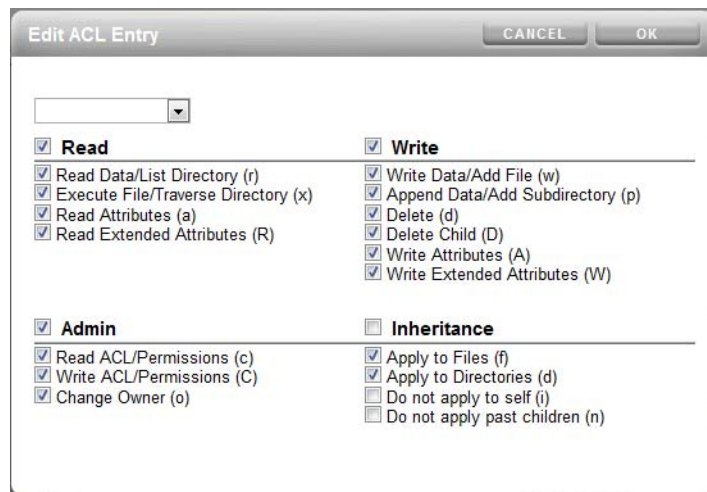 Edit ACL Entry
CANCEL
OK
Read
Read Data/List Directory (r)
Execute File/Traverse Directory (x)
Read Attributes (a)
Read Extended Attributes (R)
Write
Write Data/Add File (w)
Append Data/Add Subdirectory (p)
Delete (d)
Delete Child (D)
Write Attributes (A)
Write Extended Attributes (W)
Admin
Read ACL/Permissions (c)
Write ACL/Permissions (C)
Change Owner (o)
Inheritance
Apply to Files (f)
Apply to Directories (d)
Do not apply to self (i)
Do not apply past children (n)